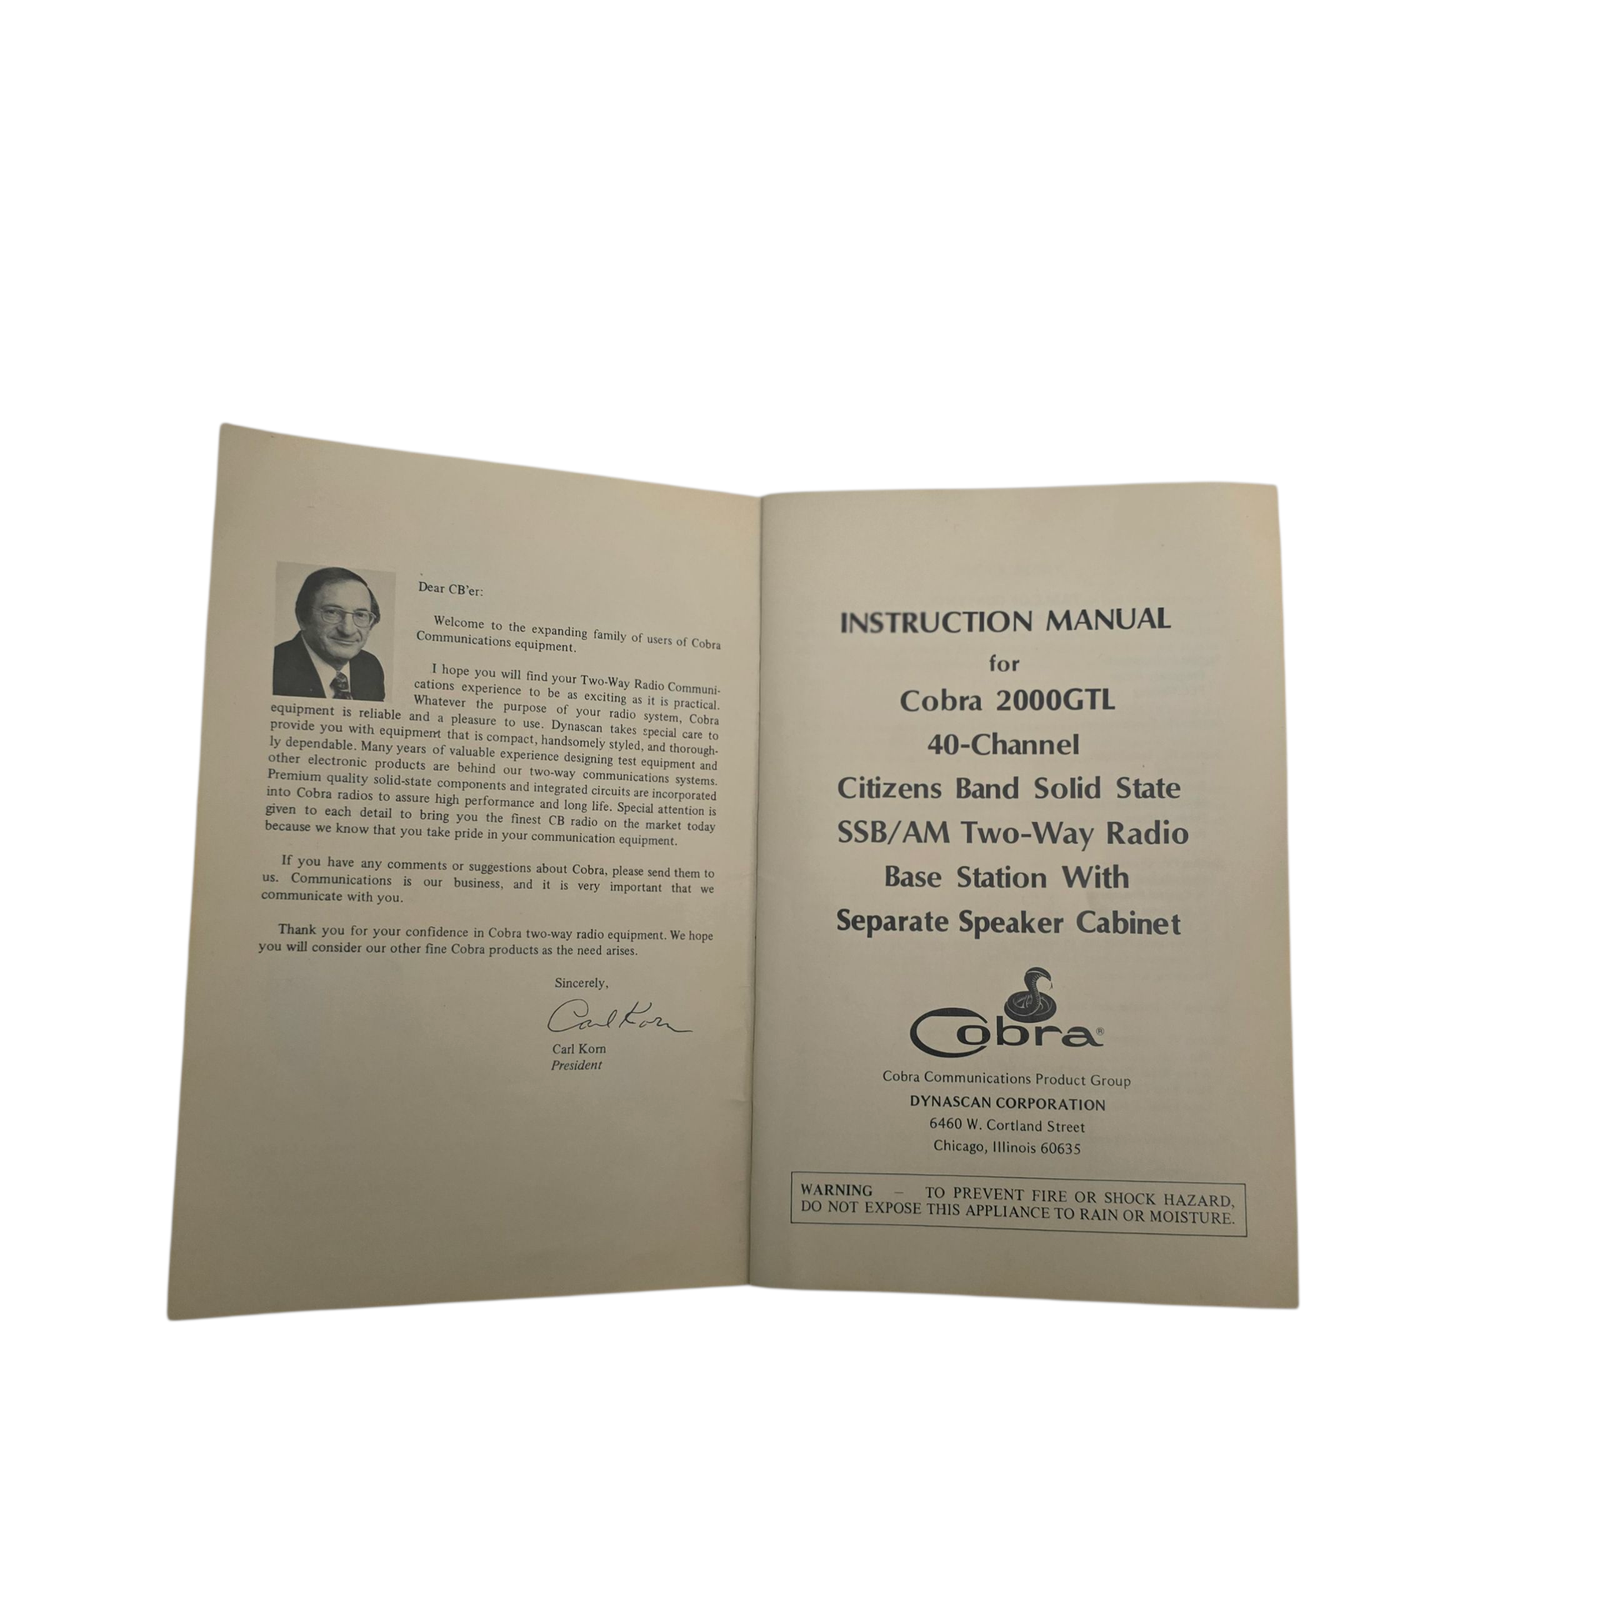 Dear CB'er:
Welcome to the expanding family of users of Cobra
Communications equipment.
I hope you will find your Two-Way Radio Communi-
cations experience to be as exciting as it is practical.
Whatever the purpose of your radio system, Cobra
equipment is reliable and a pleasure to use. Dynascan takes special care to
provide you with equipment that is compact, handsomely styled, and thorough-
ly dependable. Many years of valuable experience designing test equipment and
other electronic products are behind our two-way communications systems.
Premium quality solid-state components and integrated circuits are incorporated
into Cobra radios to assure high performance and long life. Special attention is
given to each detail to bring you the finest CB radio on the market today
because we know that you take pride in your communication equipment.
If you have any comments or suggestions about Cobra, please send them to
us. Communications is our business, and it is very important that we
communicate with you.
Thank you for your confidence in Cobra two-way radio equipment. We hope
you will consider our other fine Cobra products as the need arises.
Sincerely,
Carl Korn
Carl Korn
President
INSTRUCTION MANUAL
for
Cobra 2000GTL
40-Channel
Citizens Band Solid State
SSB/AM Two-Way Radio
Base Station With
Separate Speaker Cabinet
Cobra®
Cobra Communications Product Group
DYNASCAN CORPORATION
6460 W. Cortland Street
Chicago, Illinois 60635
WARNING – TO PREVENT FIRE OR SHOCK HAZARD,
DO NOT EXPOSE THIS APPLIANCE TO RAIN OR MOISTURE.